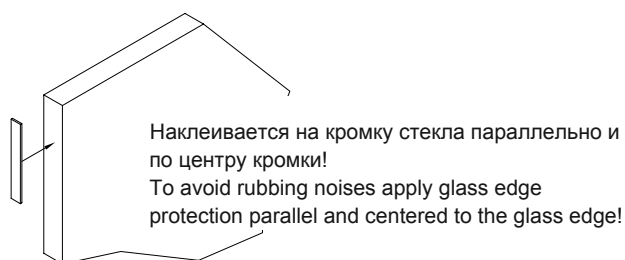 Наклеивается на кромку стекла параллельно и
по центру кромки!
To avoid rubbing noises apply glass edge
protection parallel and centered to the glass edge!